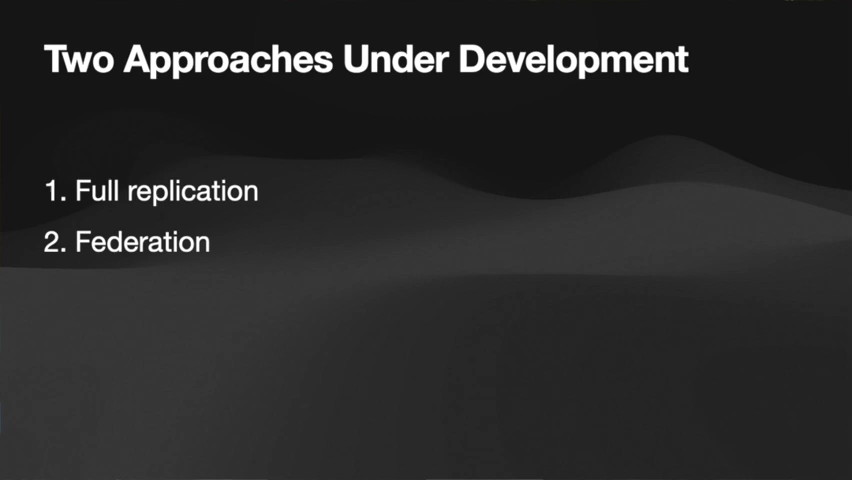 Two Approaches Under Development
1. Full replication
2. Federation